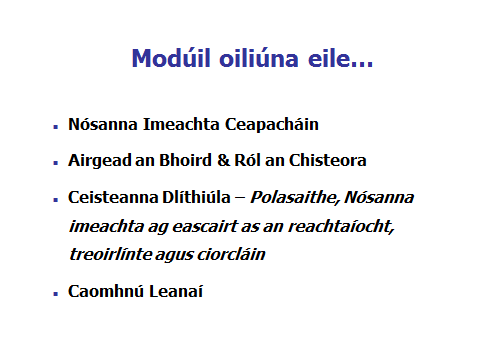 Modúil oiliúna eile...
▪ Nósanna Imeachta Ceapacháin
▪ Airgead an Bhoird & Ról an Chisteora
▪ Ceisteanna Dlíthiúla – Polasaithe, Nósanna
imeachta ag eascairt as an reachtaíocht,
treoirlínte agus ciorcláin
▪ Caomhnú Leanaí